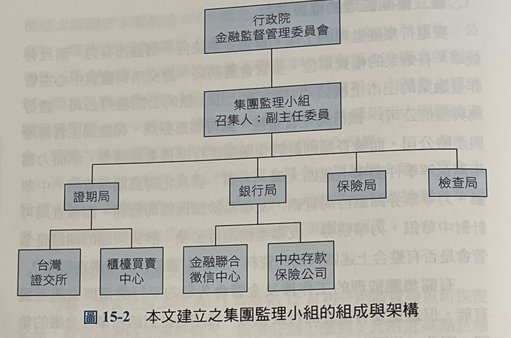 行政院
金融監督管理委員會
集團監理小組
召集人：副主任委員
證期局
銀行局
保險局
檢查局
台灣
證交所
櫃檯買賣
中心
金融聯合
徵信中心
中央存款
保險公司
圖 15-2 本文建立之集團監理小組的組成與架構